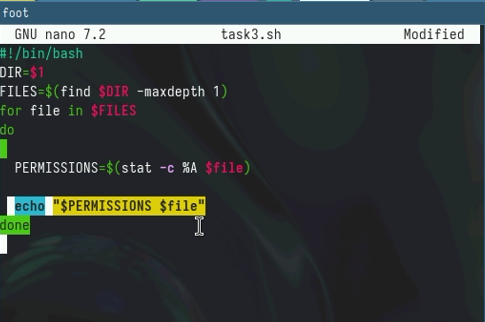 foot
GNU nano 7.2 task3.sh Modified
#!/bin/bash
DIR=$1
FILES=$(find $DIR -maxdepth 1)
for file in $FILES
do
PERMISSIONS=$(stat -c %A $file)
echo "$PERMISSIONS $file"
done